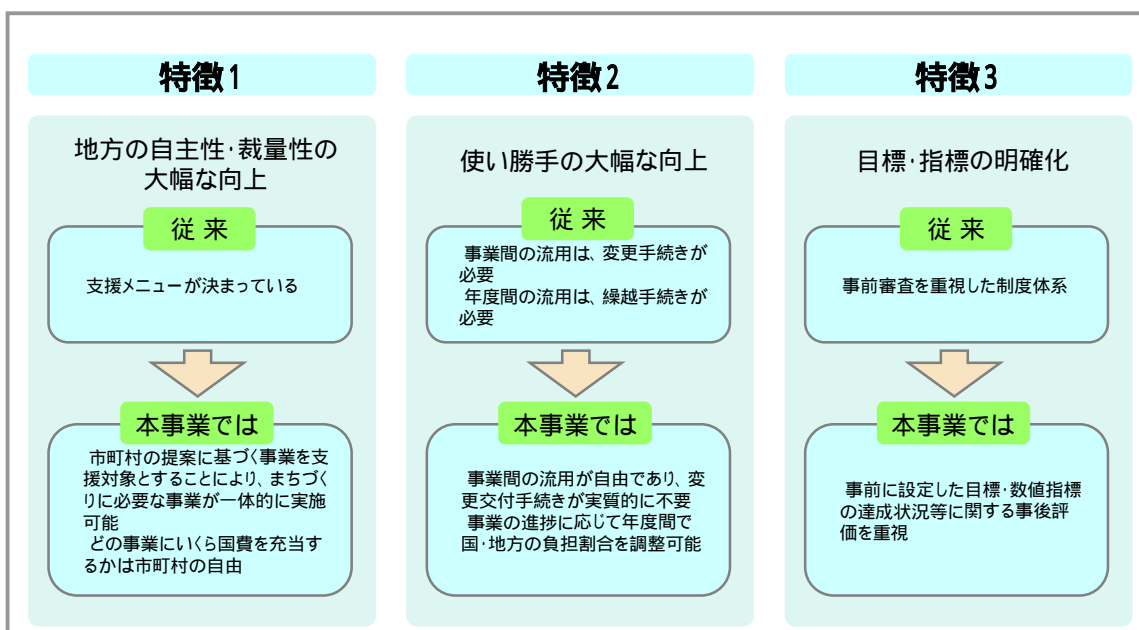 特徴1
地方の自主性・裁量性の
大幅な向上
従 来
支援メニューが決まっている
本事業では
市町村の提案に基づく事業を支
援対象とすることにより、まちづく
りに必要な事業が一体的に実施
可能
どの事業にいくら国費を充当す
るかは市町村の自由
特徴2
使い勝手の大幅な向上
従 来
事業間の流用は、変更手続きが
必要
年度間の流用は、繰越手続きが
必要
本事業では
事業間の流用が自由であり、変
更交付手続きが実質的に不要
事業の進捗に応じて年度間で
国・地方の負担割合を調整可能
特徴3
目標・指標の明確化
従 来
事前審査を重視した制度体系
本事業では
事前に設定した目標・数値指標
の達成状況等に関する事後評
価を重視